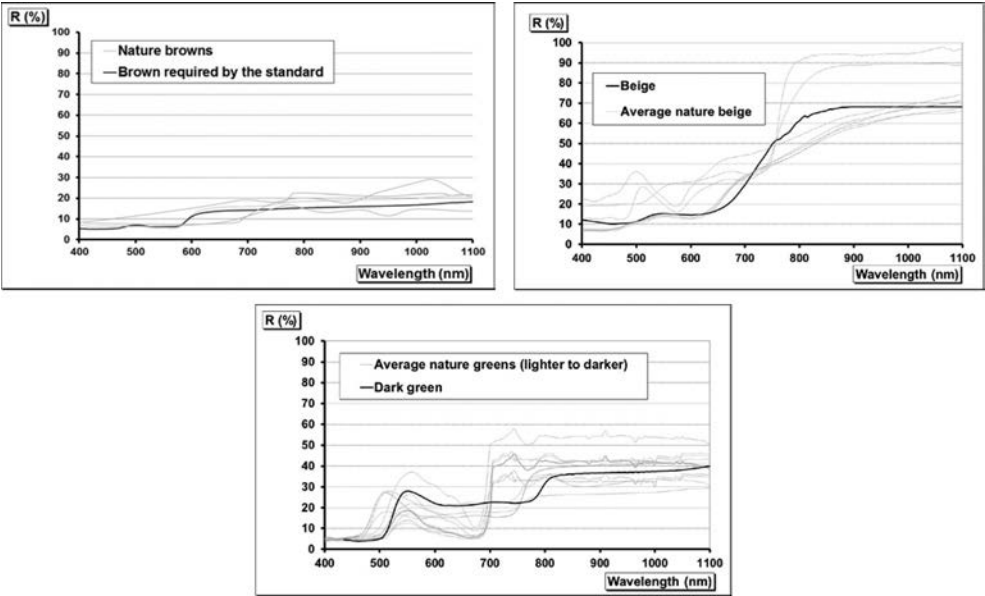 R (%)
100
90
80
70
60
50
40
30
20
10
0
Nature browns
Brown required by the standard
400 500 600 700 800 900 1000 1100
Wavelength (nm)
R (%)
100
90
80
70
60
50
40
30
20
10
0
Beige
Average nature beige
400 500 600 700 800 900 1000 1100
Wavelength (nm)
R (%)
100
90
80
70
60
50
40
30
20
10
0
Average nature greens (lighter to darker)
Dark green
400 500 600 700 800 900 1000 1100
Wavelength (nm)